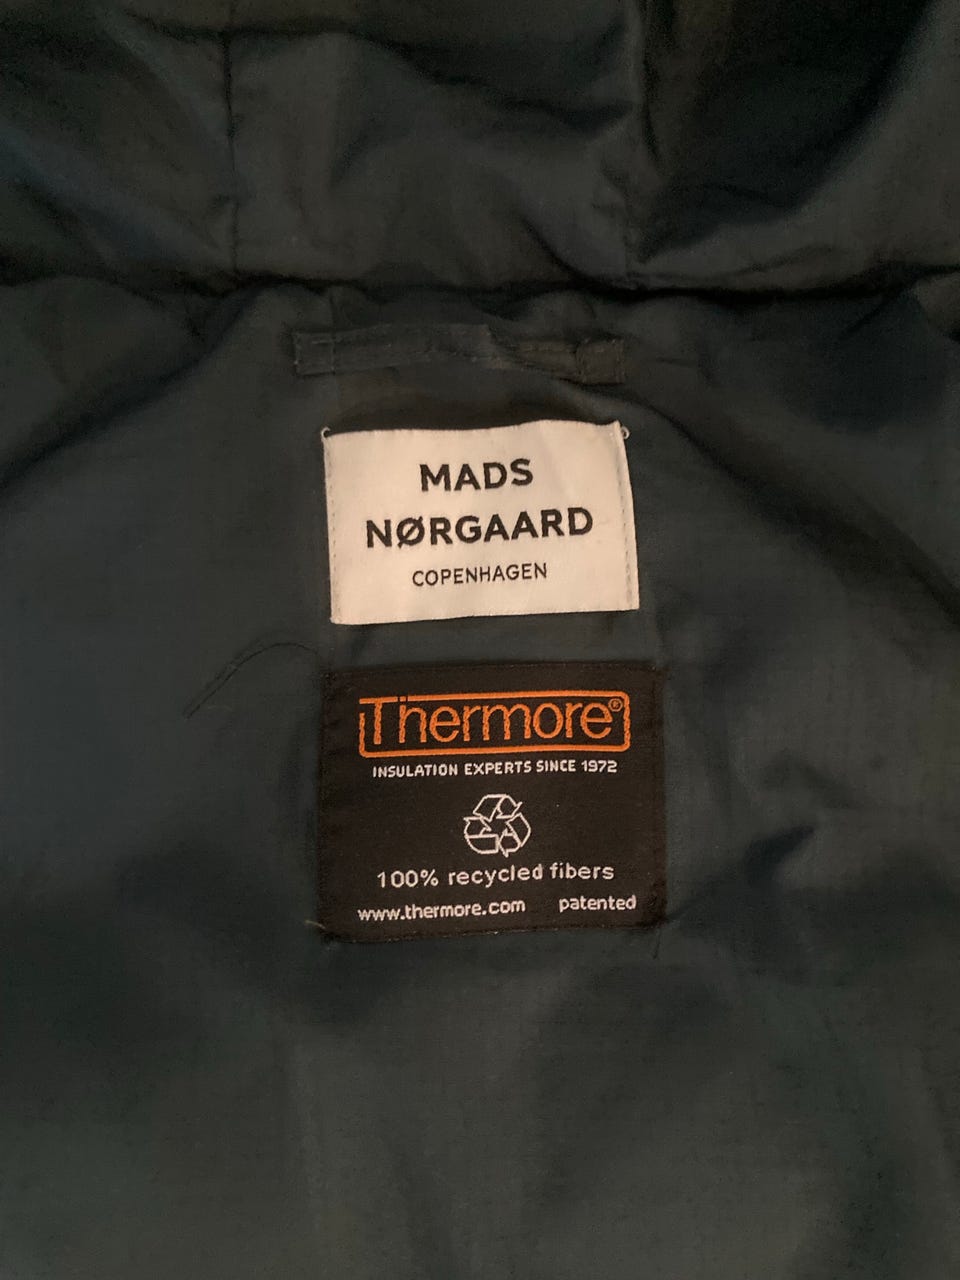 MADS
NØRGAARD
COPENHAGEN
Thermore®
INSULATION EXPERTS SINCE 1972
100% recycled fibers
www.thermore.com patented